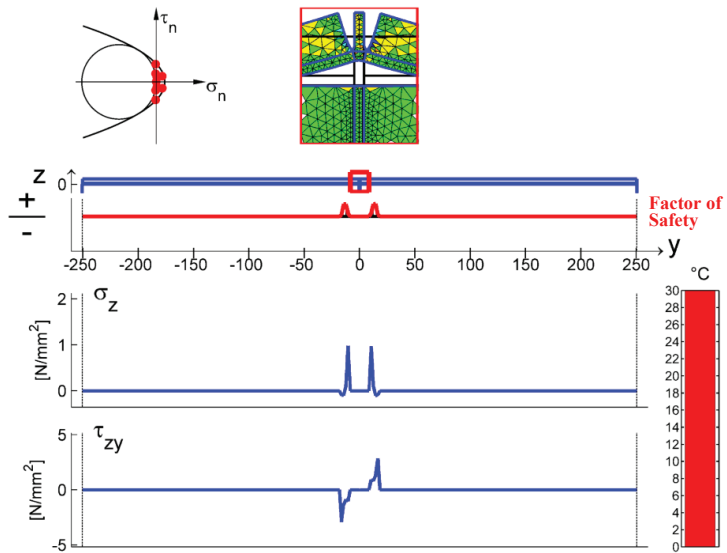 τn
σn
z
0
+
-
Factor of
Safety
-250 -200 -150 -100 -50 0 50 100 150 200 250
y
°C
σz
[N/mm²]
2
1
0
τzy
[N/mm²]
5
0
-5
30
28
26
24
22
20
18
16
14
12
10
8
6
4
2
0